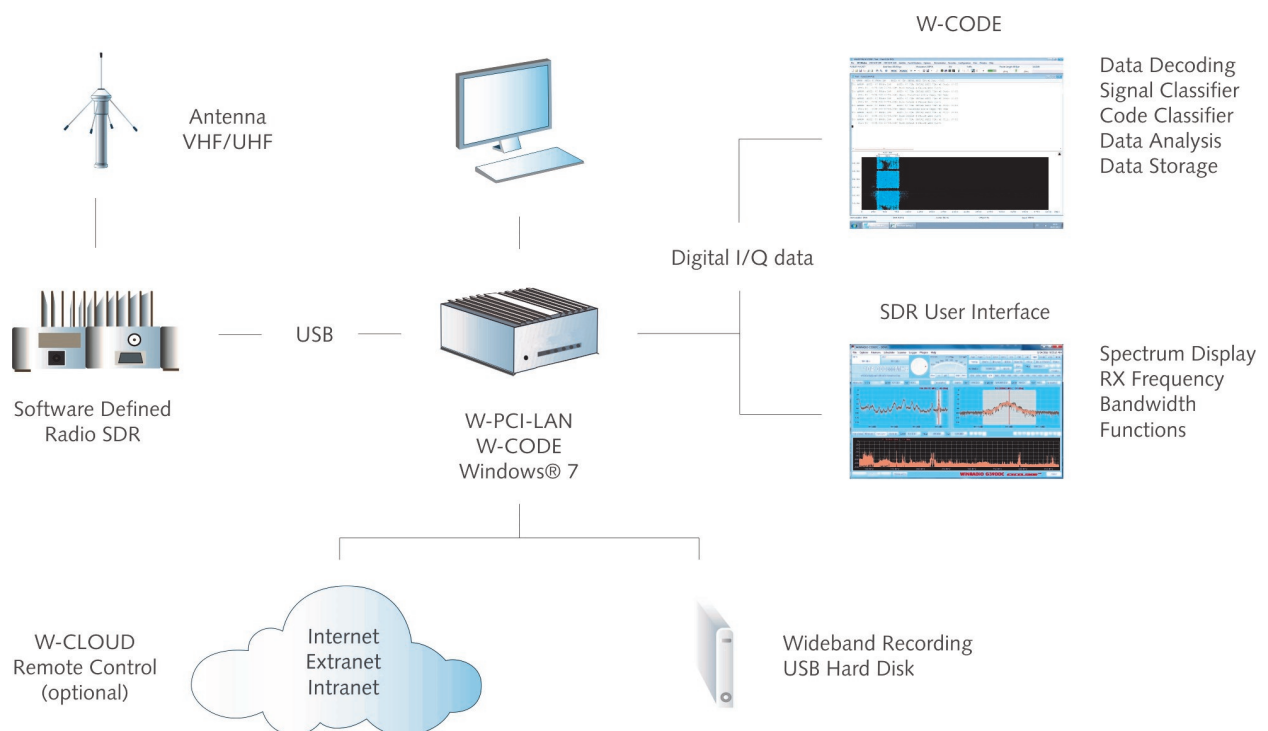 W-CODE
Antenna
VHF/UHF
Data Decoding
Signal Classifier
Code Classifier
Data Analysis
Data Storage
Digital I/Q data
USB
Software Defined
Radio SDR
W-PCI-LAN
W-CODE
Windows® 7
SDR User Interface
Spectrum Display
RX Frequency
Bandwidth
Functions
W-CLOUD
Remote Control
(optional)
Internet
Extranet
Intranet
Wideband Recording
USB Hard Disk